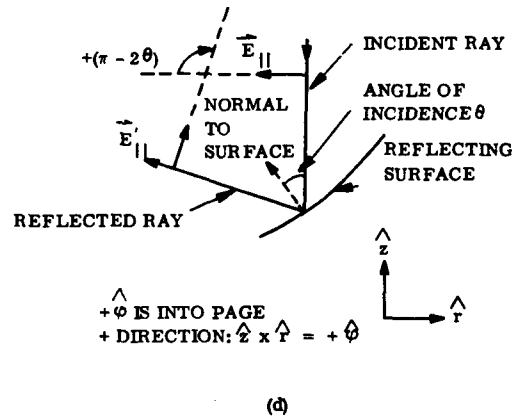 +(π - 2θ)
E||
INCIDENT RAY
ANGLE OF
INCIDENCE θ
NORMAL
TO
SURFACE
REFLECTING
SURFACE
E'||
REFLECTED RAY
ẑ
r̂
+ φ̂ IS INTO PAGE
+ DIRECTION: ẑ x r̂ = + φ̂
(d)